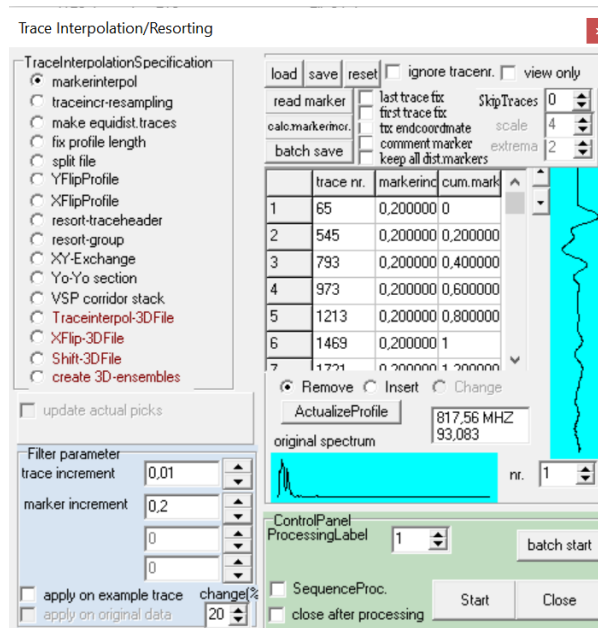 Trace Interpolation/Resorting
TraceInterpolationSpecification
markerinterpol
traceincr-resampling
make equidist.traces
fix profile length
split file
YFlipProfile
XFlipProfile
resort-traceheader
resort-group
XY-Exchange
Yo-Yo section
VSP corridor stack
Traceinterpol-3DFile
XFlip-3DFile
Shift-3DFile
create 3D-ensembles
update actual picks
Filter parameter
trace increment 0,01
marker increment 0,2
0
0
apply on example trace change(%
apply on original data 20
load save reset ignore tracenr. view only
read marker last trace fix SkipTraces 0
first trace fix
calc.markerincr. ttx endcoordmate scale 4
comment marker extrema 2
batch save keep all dist.markers
trace nr. markerinc cum.mark
1 65 0,200000 0
2 545 0,200000 0,200000
3 793 0,200000 0,400000
4 973 0,200000 0,600000
5 1213 0,200000 0,800000
6 1469 0,200000 1
7 1721 0,200000 1,200000
Remove Insert Change
ActualizeProfile 817,56 MHZ
93,083
original spectrum
nr. 1
ControlPanel
ProcessingLabel 1
batch start
SequenceProc.
close after processing
Start Close